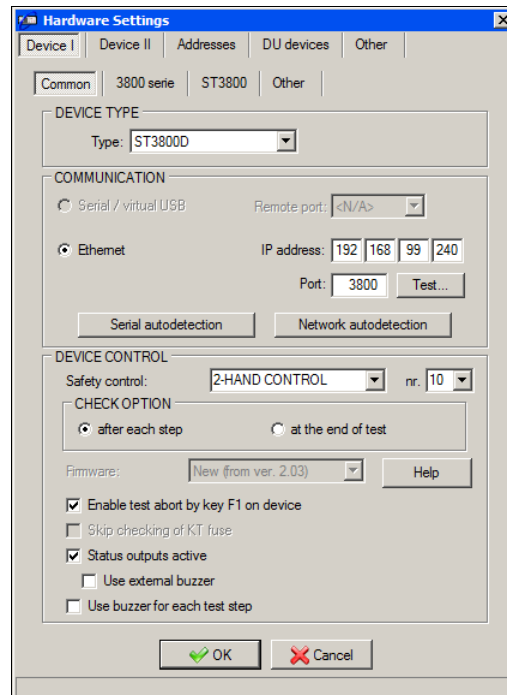 Hardware Settings
Device I Device II Addresses DU devices Other
Common 3800 serie ST3800 Other
DEVICE TYPE
Type: ST3800D
COMMUNICATION
Serial / virtual USB Remote port: <N/A>
Ethernet IP address: 192 168 99 240
Port: 3800 Test...
Serial autodetection Network autodetection
DEVICE CONTROL
Safety control: 2-HAND CONTROL nr. 10
CHECK OPTION
after each step at the end of test
Firmware: New (from ver. 2.03) Help
Enable test abort by key F1 on device
Skip checking of KT fuse
Status outputs active
Use external buzzer
Use buzzer for each test step
OK Cancel